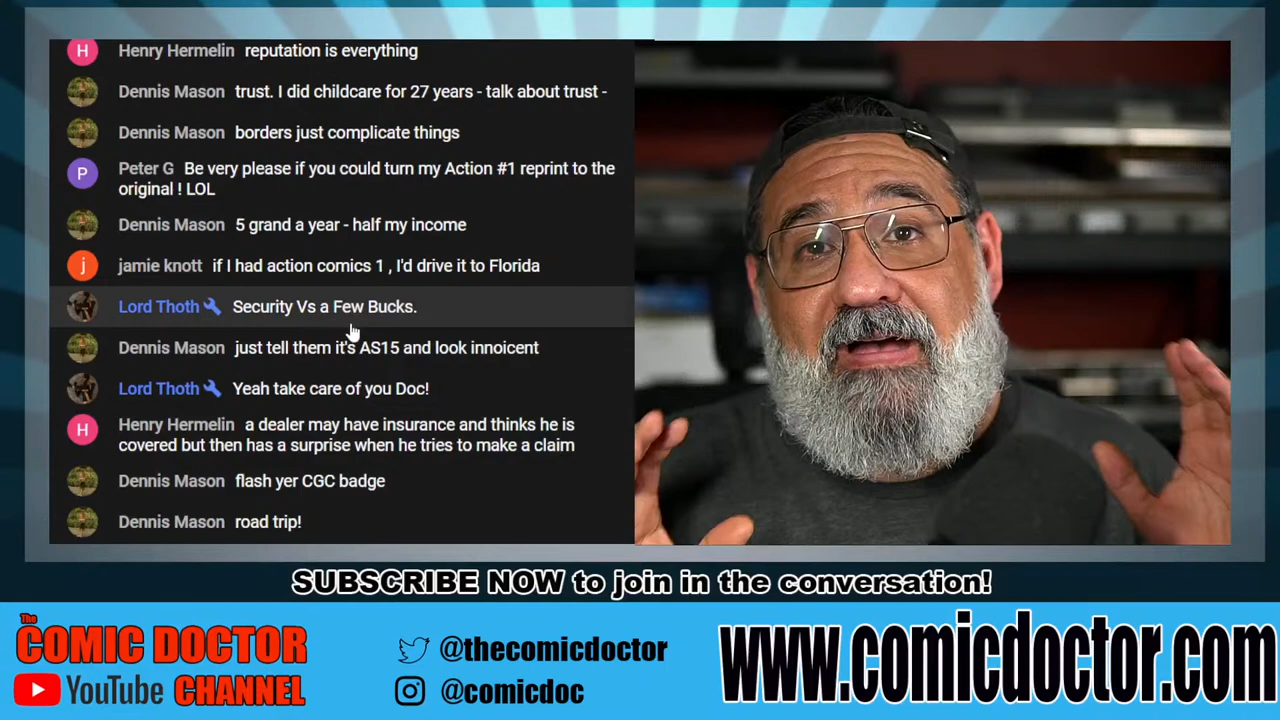 H Henry Hermelin reputation is everything
Dennis Mason trust. I did childcare for 27 years - talk about trust -
Dennis Mason borders just complicate things
P Peter G Be very please if you could turn my Action #1 reprint to the
original ! LOL
Dennis Mason 5 grand a year - half my income
j jamie knott if I had action comics 1 , I'd drive it to Florida
Lord Thoth Security Vs a Few Bucks.
Dennis Mason just tell them it's AS15 and look innoicent
Lord Thoth Yeah take care of you Doc!
H Henry Hermelin a dealer may have insurance and thinks he is
covered but then has a surprise when he tries to make a claim
Dennis Mason flash yer CGC badge
Dennis Mason road trip!
SUBSCRIBE NOW to join in the conversation!
The
COMIC DOCTOR
YouTube CHANNEL
@thecomicdoctor
@comicdoc
www.comicdoctor.com